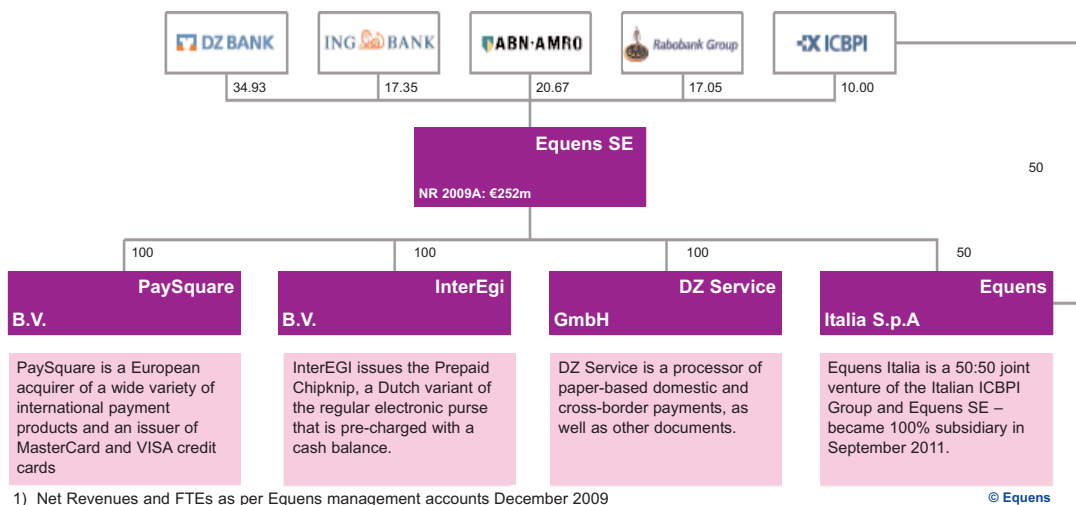 DZ BANK
ING BANK
ABN·AMRO
Rabobank Group
ICBPI
34.93
17.35
20.67
17.05
10.00
Equens SE
NR 2009A: €252m
50
100
100
100
50
PaySquare
B.V.
InterEgi
B.V.
DZ Service
GmbH
Equens
Italia S.p.A
PaySquare is a European
acquirer of a wide variety of
international payment
products and an issuer of
MasterCard and VISA credit
cards
InterEGI issues the Prepaid
Chipknip, a Dutch variant of
the regular electronic purse
that is pre-charged with a
cash balance.
DZ Service is a processor of
paper-based domestic and
cross-border payments, as
well as other documents.
Equens Italia is a 50:50 joint
venture of the Italian ICBPI
Group and Equens SE –
became 100% subsidiary in
September 2011.
1) Net Revenues and FTEs as per Equens management accounts December 2009
© Equens